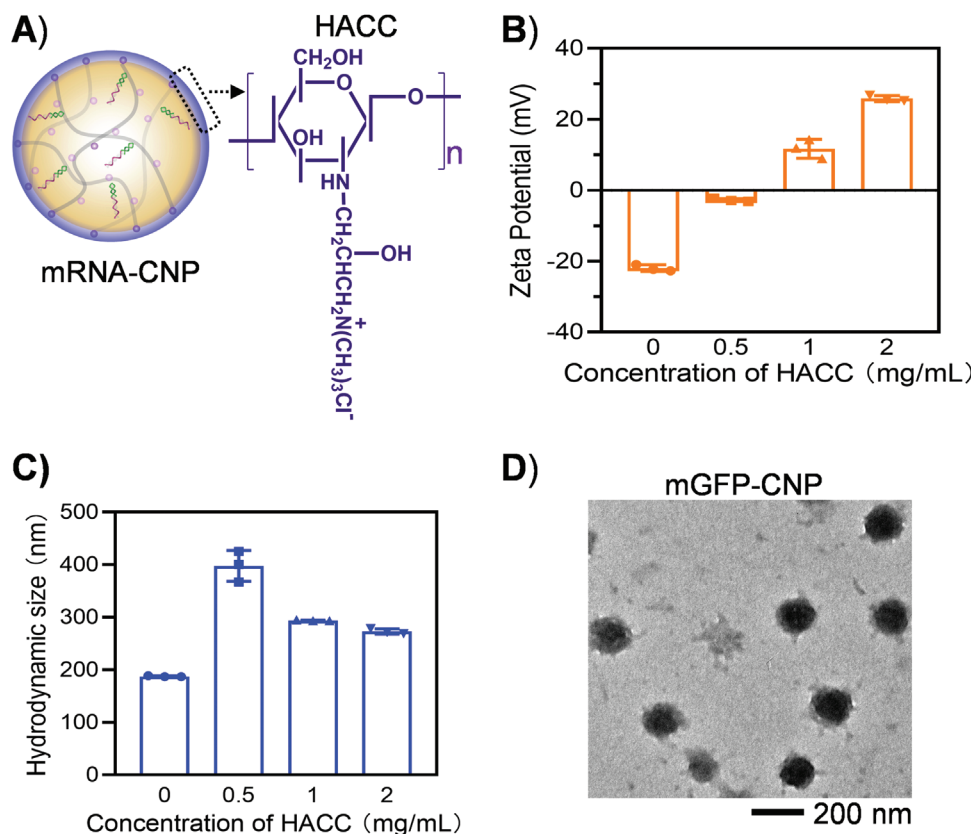 A)
HACC
CH₂OH
O
O
OH
n
HN
CH₂CHCH₂N(CH₃)₃Cl⁻
+
OH
mRNA-CNP
B)
Zeta Potential (mV)
40
20
0
-20
-40
0 0.5 1 2
Concentration of HACC (mg/mL)
C)
Hydrodynamic size (nm)
500
400
300
200
100
0
0 0.5 1 2
Concentration of HACC (mg/mL)
D)
mGFP-CNP
200 nm